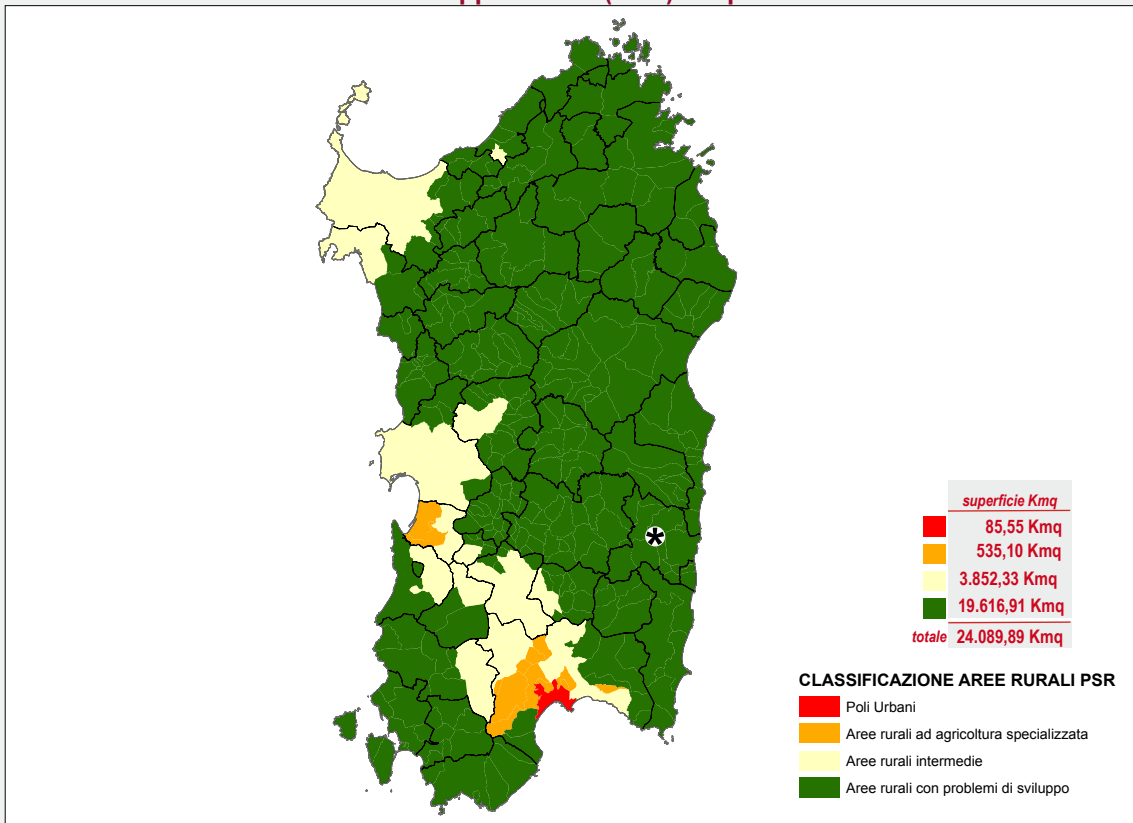 superficie Kmq
85,55 Kmq
535,10 Kmq
3.852,33 Kmq
19.616,91 Kmq
totale 24.089,89 Kmq
CLASSIFICAZIONE AREE RURALI PSR
Poli Urbani
Aree rurali ad agricoltura specializzata
Aree rurali intermedie
Aree rurali con problemi di sviluppo